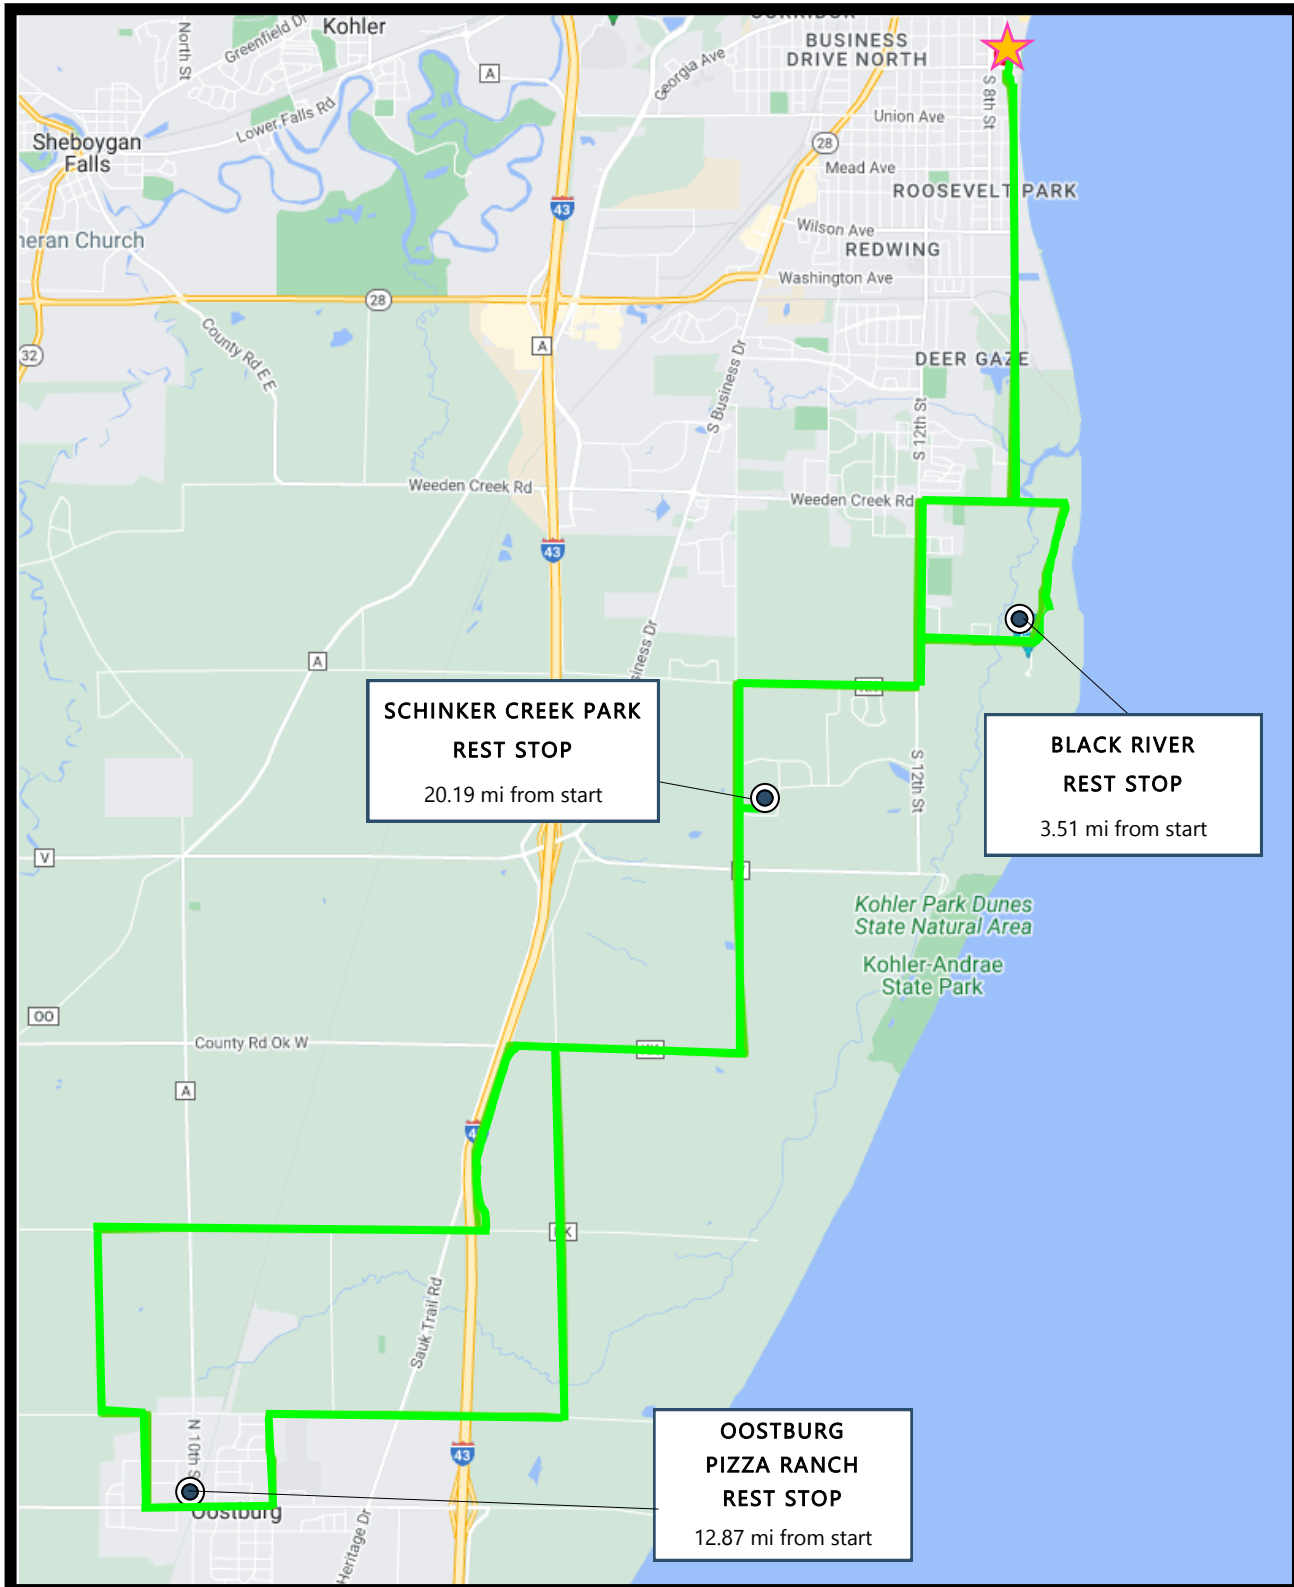 Kohler
North St
Greenfield Dr
A
Georgia Ave
BUSINESS
DRIVE NORTH
S 8th St
Lower Falls Rd
Union Ave
Sheboygan
Falls
28
Mead Ave
ROOSEVELT PARK
43
Wilson Ave
heran Church
REDWING
Washington Ave
28
County Rd E E
32
A
DEER GAZE
S Business Dr
S 12th St
Weeden Creek Rd
Weeden Creek Rd
43
A
siness Dr
SCHINKER CREEK PARK
REST STOP
20.19 mi from start
BLACK RIVER
REST STOP
3.51 mi from start
S 12th St
V
Kohler Park Dunes
State Natural Area
Kohler-Andrae
State Park
OO
County Rd Ok W
A
Sauk Trail Rd
N 10th S
43
OOSTBURG
PIZZA RANCH
REST STOP
12.87 mi from start
Oostburg
Heritage Dr